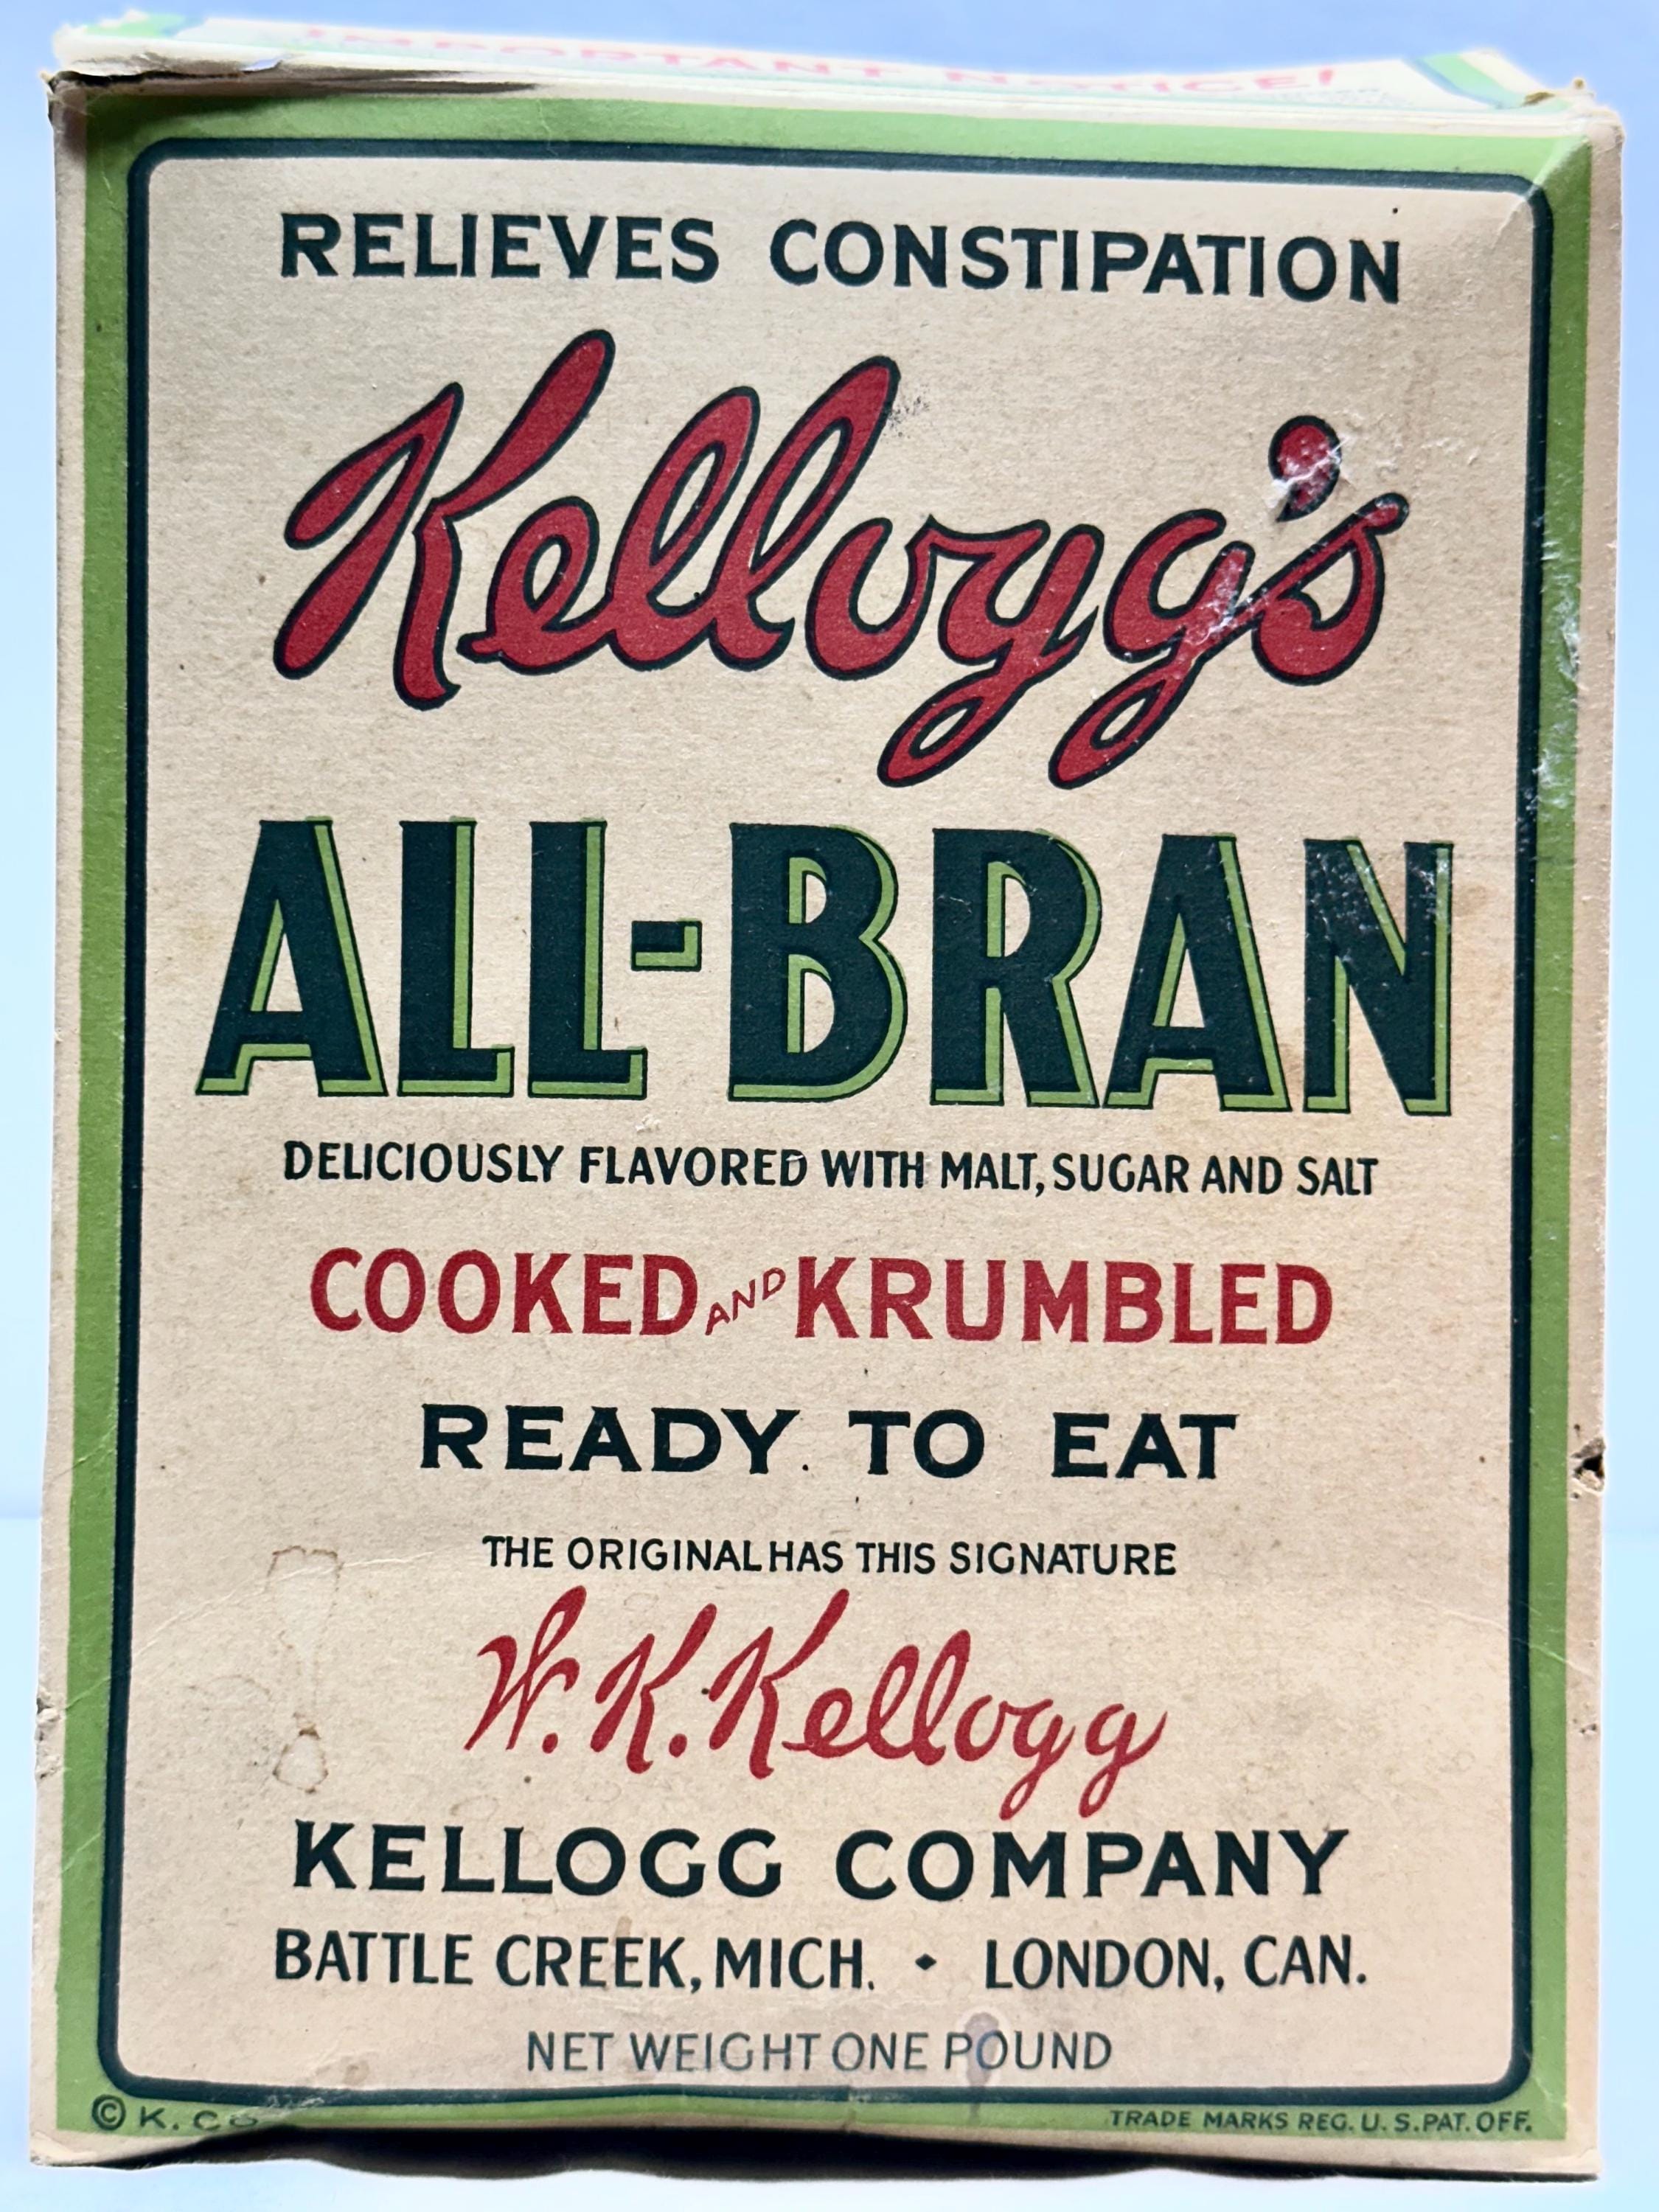 IMPORTANT NOTICE!
RELIEVES CONSTIPATION
Kellogg's
ALL-BRAN
DELICIOUSLY FLAVORED WITH MALT, SUGAR AND SALT
COOKED AND KRUMBLED
READY TO EAT
THE ORIGINAL HAS THIS SIGNATURE
W. K. Kellogg
KELLOGG COMPANY
BATTLE CREEK, MICH. • LONDON, CAN.
NET WEIGHT ONE POUND
© K. CO
TRADE MARKS REG. U. S. PAT. OFF.